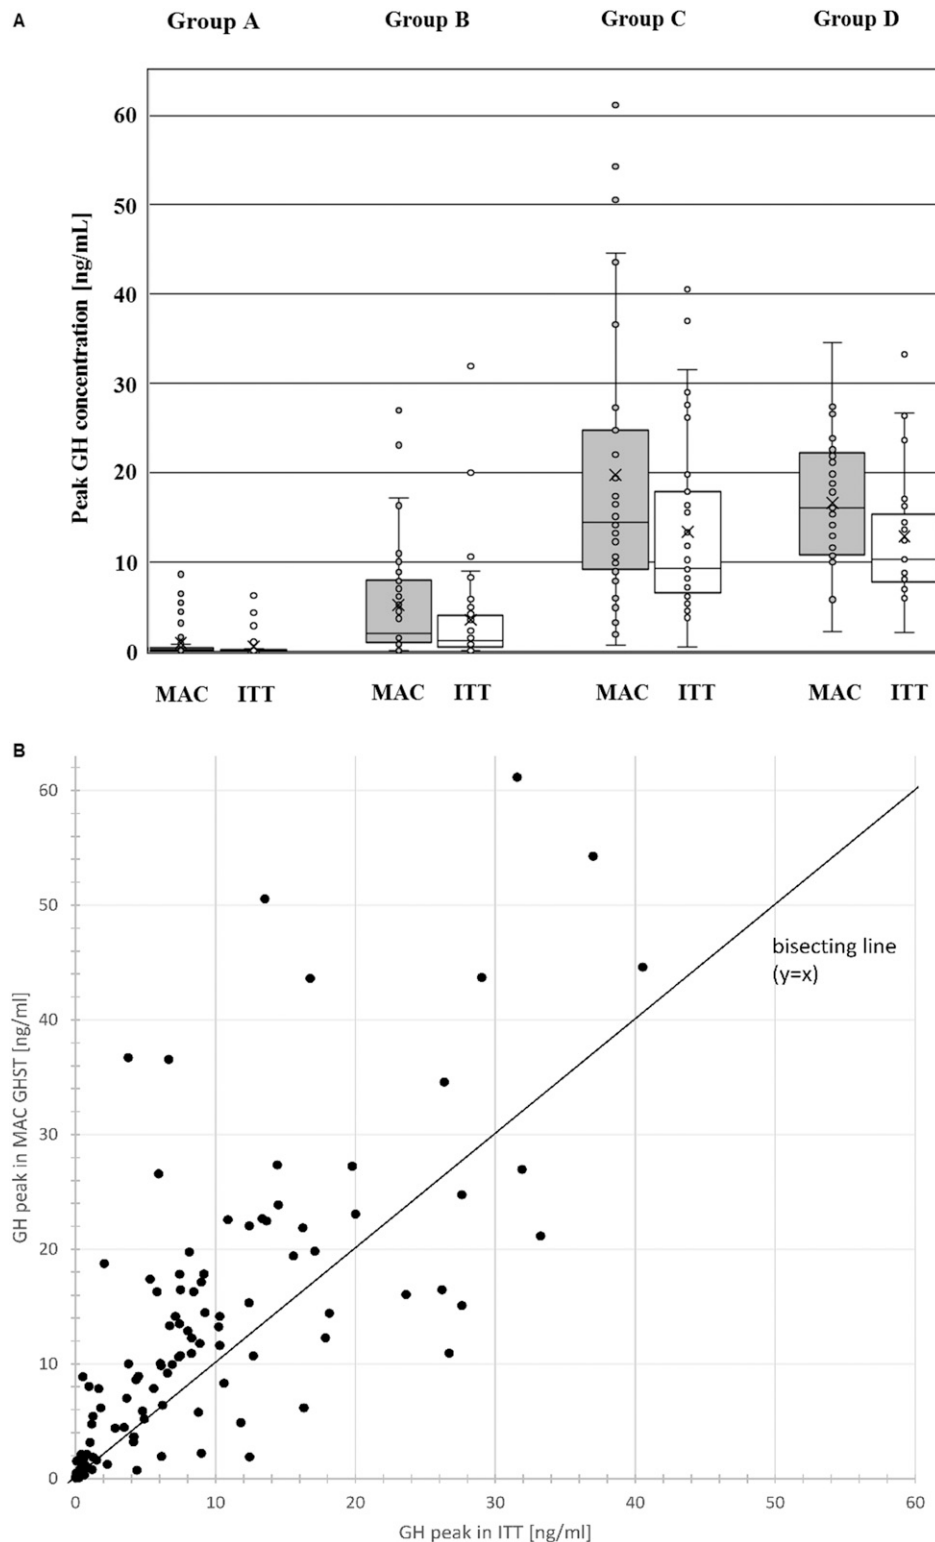 A
Group A Group B Group C Group D
Peak GH concentration [ng/mL]
60
50
40
30
20
10
0
MAC ITT MAC ITT MAC ITT MAC ITT
B
GH peak in MAC GHST [ng/ml]
60
50
40
30
20
10
0
bisecting line
(y=x)
0 10 20 30 40 50 60
GH peak in ITT [ng/ml]